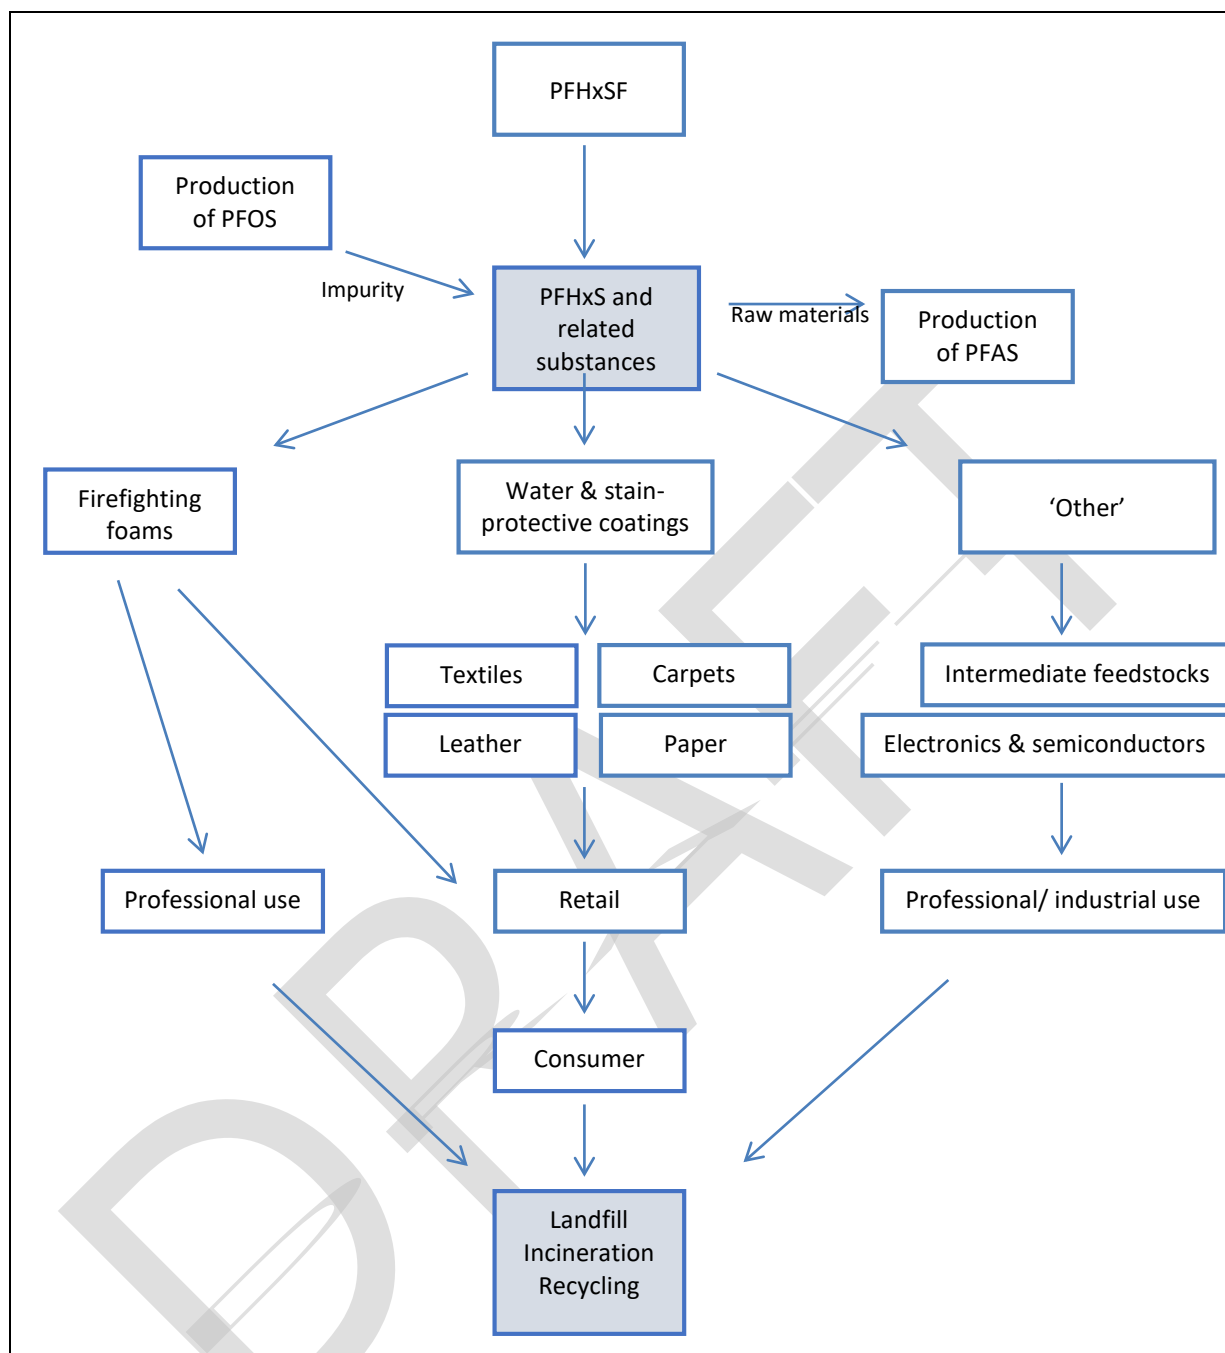 PFHxSF
Production
of PFOS
Impurity
PFHxS and
related
substances
Raw materials
Production
of PFAS
Firefighting
foams
Water & stain-
protective coatings
‘Other’
Textiles
Carpets
Intermediate feedstocks
Leather
Paper
Electronics & semiconductors
Professional use
Retail
Professional/ industrial use
Consumer
Landfill
Incineration
Recycling
DRAFT